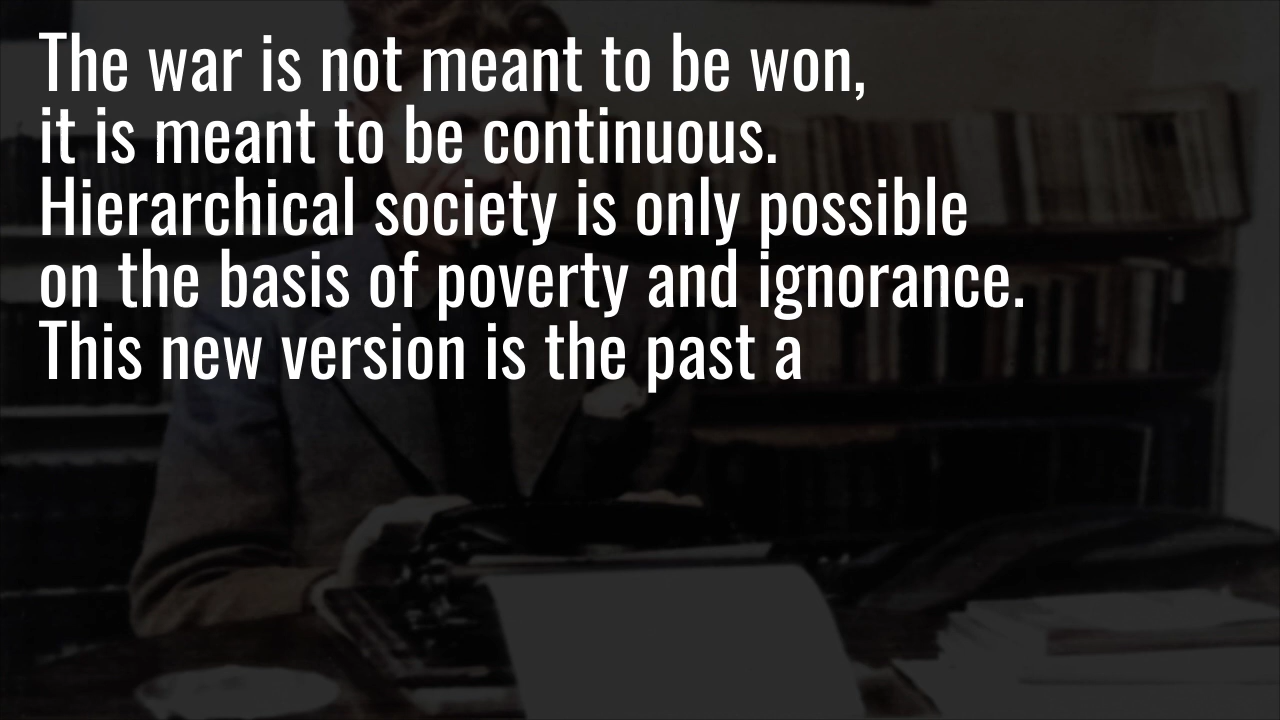 The war is not meant to be won,
it is meant to be continuous.
Hierarchical society is only possible
on the basis of poverty and ignorance.
This new version is the past a